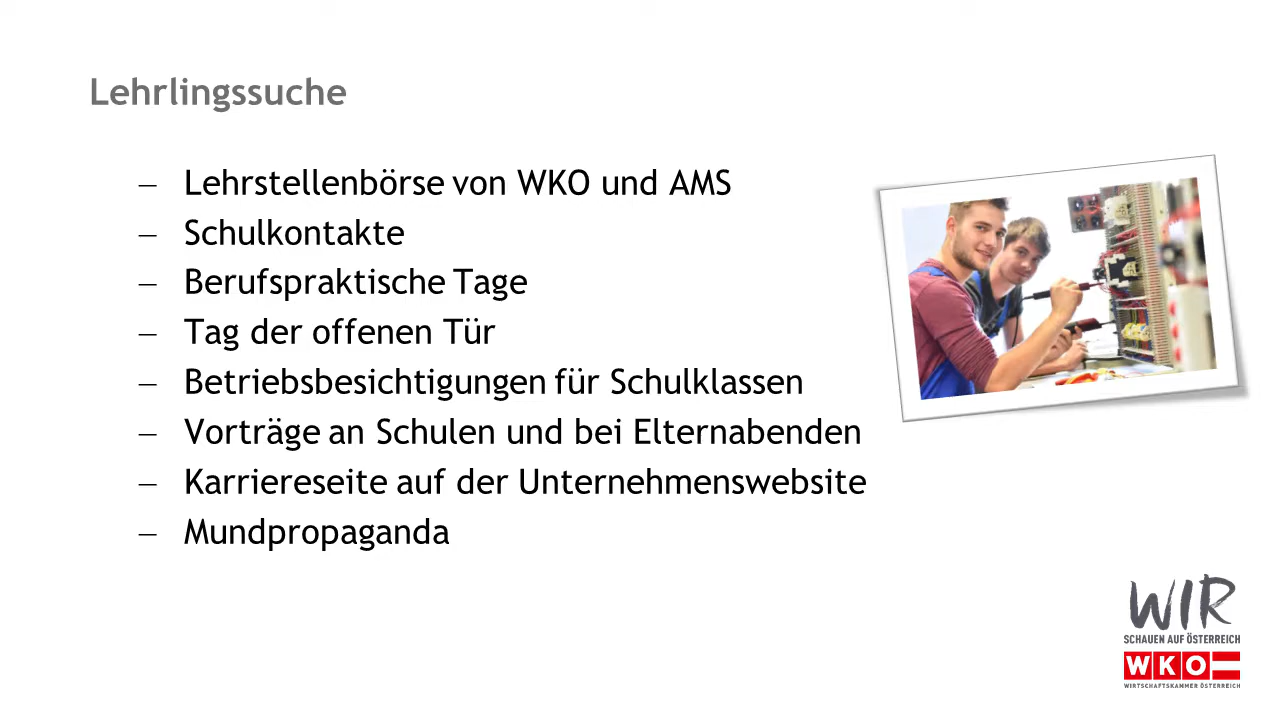 Lehrlingssuche
– Lehrstellenbörse von WKO und AMS
– Schulkontakte
– Berufspraktische Tage
– Tag der offenen Tür
– Betriebsbesichtigungen für Schulklassen
– Vorträge an Schulen und bei Elternabenden
– Karriereseite auf der Unternehmenswebsite
– Mundpropaganda
WIR
SCHAUEN AUF ÖSTERREICH
WKO
WIRTSCHAFTSKAMMER ÖSTERREICH